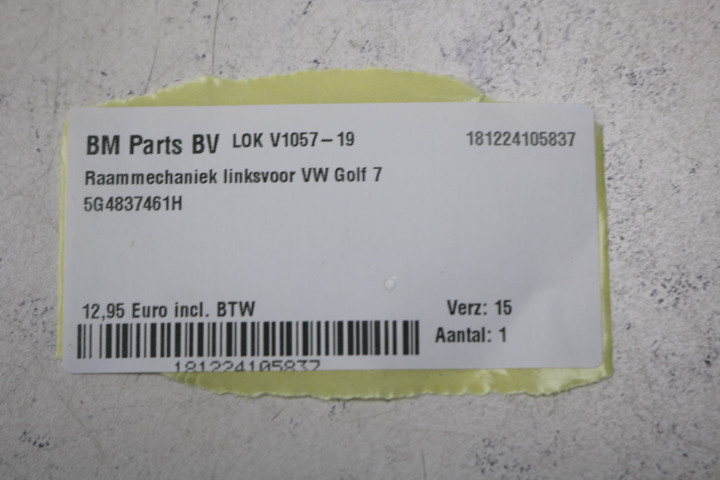 BM Parts BV LOK V1057-19 181224105837
Raammechaniek linksvoor VW Golf 7
5G4837461H
12,95 Euro incl. BTW Verz: 15
Aantal: 1
181224105837